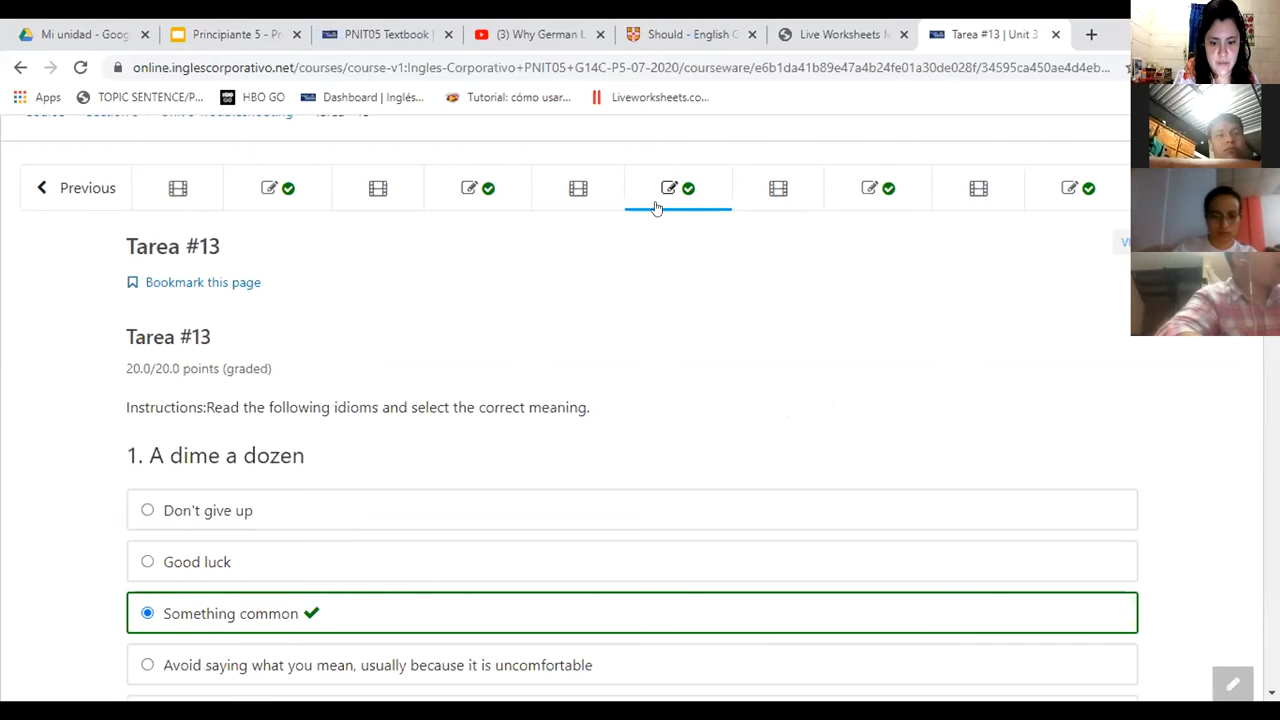 Mi unidad - Goog
Principiante 5 - Pr
PNIT05 Textbook
(3) Why German L
Should - English G
Live Worksheets M
Tarea #13 | Unit 3
online.inglescorporativo.net/courses/course-v1:Ingles-Corporativo+PNIT05+G14C-P5-07-2020/courseware/e6b1da41b89e47a4b24fe01a30de028f/34595ca450ae4d4eb...
Apps
TOPIC SENTENCE/P...
HBO GO
Dashboard | Inglés...
Tutorial: cómo usar...
Liveworksheets.co...
Previous
Tarea #13
Bookmark this page
Tarea #13
20.0/20.0 points (graded)
Instructions:Read the following idioms and select the correct meaning.
1. A dime a dozen
Don't give up
Good luck
Something common
Avoid saying what you mean, usually because it is uncomfortable